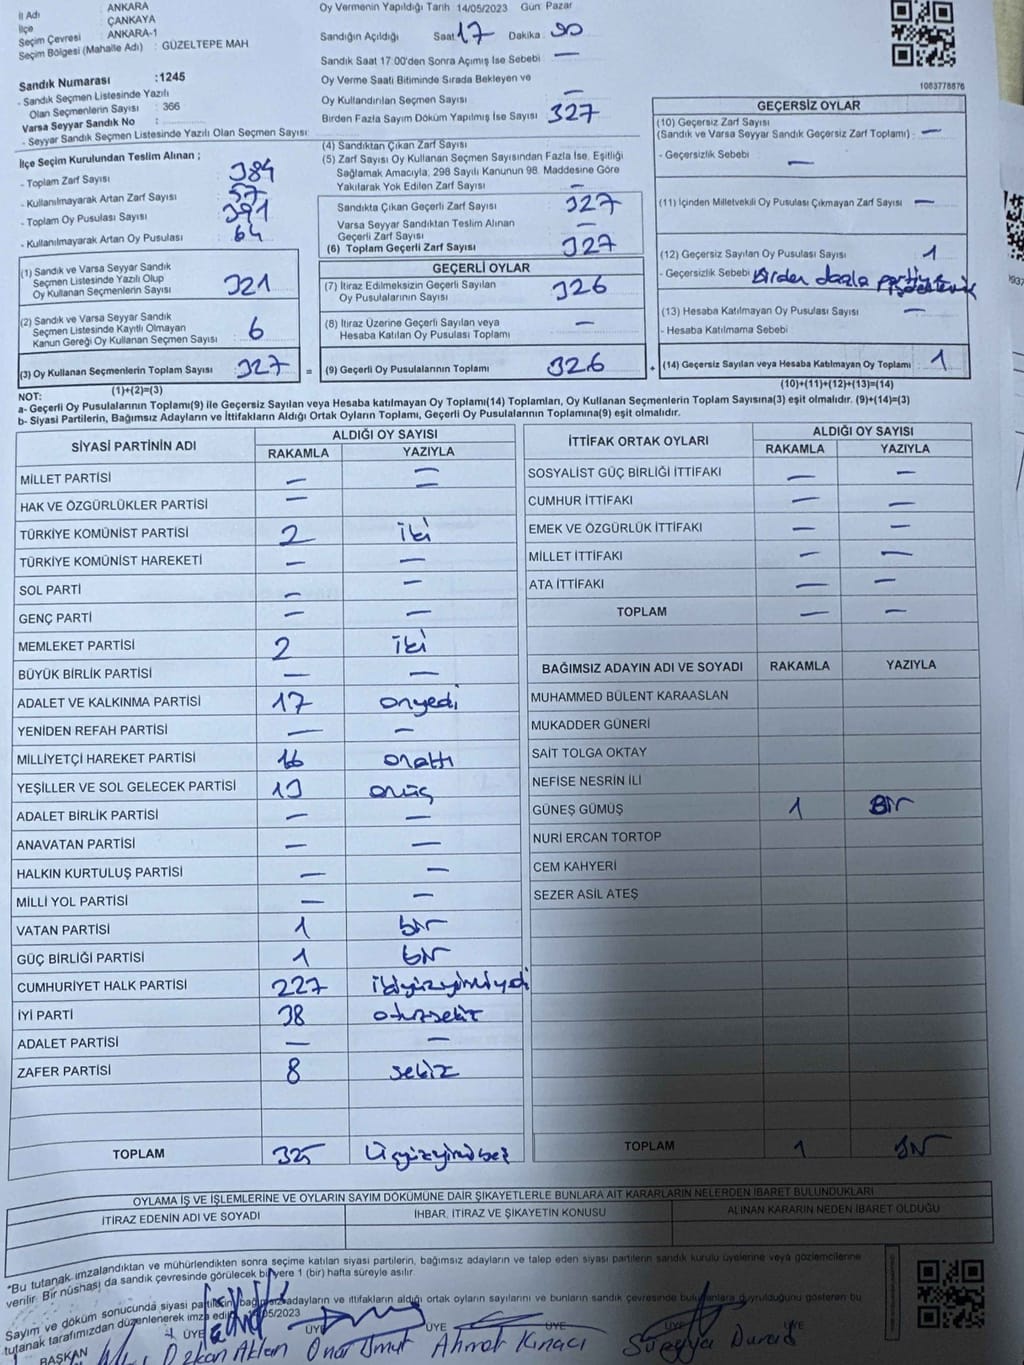 İl Adı : ANKARA
İlçe : ÇANKAYA
Seçim Çevresi : ANKARA-1
Seçim Bölgesi (Mahalle Adı) : GÜZELTEPE MAH
Sandık Numarası :1245
- Sandık Seçmen Listesinde Yazılı
Olan Seçmenlerin Sayısı : 366
Varsa Seyyar Sandık No :
- Seyyar Sandık Seçmen Listesinde Yazılı Olan Seçmen Sayısı:
İlçe Seçim Kurulundan Teslim Alınan ;
- Toplam Zarf Sayısı 384
- Kullanılmayarak Artan Zarf Sayısı 57
- Toplam Oy Pusulası Sayısı 391
- Kullanılmayarak Artan Oy Pusulası 64
(1) Sandık ve Varsa Seyyar Sandık
Seçmen Listesinde Yazılı Olup
Oy Kullanan Seçmenlerin Sayısı 321
(2) Sandık ve Varsa Seyyar Sandık
Seçmen Listesinde Kayıtlı Olmayan
Kanun Gereği Oy Kullanan Seçmen Sayısı : 6
(3) Oy Kullanan Seçmenlerin Toplam Sayısı 327 =
(1)+(2)=(3)
Oy Vermenin Yapıldığı Tarih 14/05/2023 Gün: Pazar
Sandığın Açıldığı Saat 17 Dakika
Sandık Saat 17.00'den Sonra Açılmış İse Sebebi —
Oy Verme Saati Bitiminde Sırada Bekleyen ve
Oy Kullandırılan Seçmen Sayısı —
Birden Fazla Sayım Döküm Yapılmış İse Sayısı 327
(4) Sandıktan Çıkan Zarf Sayısı
(5) Zarf Sayısı Oy Kullanan Seçmen Sayısından Fazla İse, Eşitliği
Sağlamak Amacıyla, 298 Sayılı Kanunun 98. Maddesine Göre
Yakılarak Yok Edilen Zarf Sayısı —
Sandıkta Çıkan Geçerli Zarf Sayısı 327
Varsa Seyyar Sandıktan Teslim Alınan
Geçerli Zarf Sayısı —
(6) Toplam Geçerli Zarf Sayısı 327
GEÇERLİ OYLAR
(7) İtiraz Edilmeksizin Geçerli Sayılan
Oy Pusulalarının Sayısı 326
(8) İtiraz Üzerine Geçerli Sayılan veya
Hesaba Katılan Oy Pusulası Toplamı —
(9) Geçerli Oy Pusulalarının Toplamı 326 +
1063778876
GEÇERSİZ OYLAR
(10) Geçersiz Zarf Sayısı
(Sandık ve Varsa Seyyar Sandık Geçersiz Zarf Toplamı) : —
- Geçersizlik Sebebi —
(11) İçinden Milletvekili Oy Pusulası Çıkmayan Zarf Sayısı —
(12) Geçersiz Sayılan Oy Pusulası Sayısı 1
- Geçersizlik Sebebi Birden fazla partiye
(13) Hesaba Katılmayan Oy Pusulası Sayısı —
- Hesaba Katılmama Sebebi
(14) Geçersiz Sayılan veya Hesaba Katılmayan Oy Toplamı 1
(10)+(11)+(12)+(13)=(14)
NOT:
a- Geçerli Oy Pusulalarının Toplamı(9) ile Geçersiz Sayılan veya Hesaba katılmayan Oy Toplamı(14) Toplamları, Oy Kullanan Seçmenlerin Toplam Sayısına(3) eşit olmalıdır. (9)+(14)=(3)
b- Siyasi Partilerin, Bağımsız Adayların ve İttifakların Aldığı Ortak Oyların Toplamı, Geçerli Oy Pusulalarının Toplamına(9) eşit olmalıdır.
SİYASİ PARTİNİN ADI ALDIĞI OY SAYISI
RAKAMLA YAZIYLA
MİLLET PARTİSİ — —
HAK VE ÖZGÜRLÜKLER PARTİSİ — —
TÜRKİYE KOMÜNİST PARTİSİ 2 iki
TÜRKİYE KOMÜNİST HAREKETİ — —
SOL PARTİ — —
GENÇ PARTİ — —
MEMLEKET PARTİSİ 2 iki
BÜYÜK BİRLİK PARTİSİ — —
ADALET VE KALKINMA PARTİSİ 17 onyedi
YENİDEN REFAH PARTİSİ — —
MİLLİYETÇİ HAREKET PARTİSİ 16 onaltı
YEŞİLLER VE SOL GELECEK PARTİSİ 13 onüç
ADALET BİRLİK PARTİSİ — —
ANAVATAN PARTİSİ — —
HALKIN KURTULUŞ PARTİSİ — —
MİLLİ YOL PARTİSİ — —
VATAN PARTİSİ 1 bir
GÜÇ BİRLİĞİ PARTİSİ 1 bir
CUMHURİYET HALK PARTİSİ 227 ikiyüzyirmiyedi
İYİ PARTİ 38 otuzsekiz
ADALET PARTİSİ — —
ZAFER PARTİSİ 8 sekiz
TOPLAM 325 Üçyüzyirmibeş
İTTİFAK ORTAK OYLARI ALDIĞI OY SAYISI
RAKAMLA YAZIYLA
SOSYALİST GÜÇ BİRLİĞİ İTTİFAKI — —
CUMHUR İTTİFAKI — —
EMEK VE ÖZGÜRLÜK İTTİFAKI — —
MİLLET İTTİFAKI — —
ATA İTTİFAKI — —
TOPLAM — —
BAĞIMSIZ ADAYIN ADI VE SOYADI RAKAMLA YAZIYLA
MUHAMMED BÜLENT KARAASLAN
MUKADDER GÜNERİ
SAİT TOLGA OKTAY
NEFİSE NESRİN İLİ
GÜNEŞ GÜMÜŞ 1 Bir
NURİ ERCAN TORTOP
CEM KAHYERİ
SEZER ASIL ATEŞ
TOPLAM 1 BİR
OYLAMA İŞ VE İŞLEMLERİNE VE OYLARIN SAYIM DÖKÜMÜNE DAİR ŞİKAYETLERLE BUNLARA AİT KARARLARIN NELERDEN İBARET BULUNDUKLARI
İTİRAZ EDENİN ADI VE SOYADI İHBAR, İTİRAZ VE ŞİKAYETİN KONUSU ALINAN KARARIN NEDEN İBARET OLDUĞU
"Bu tutanak imzalandıktan ve mühürlendikten sonra seçime katılan siyasi partilerin, bağımsız adayların ve talep eden siyasi partilerin sandık kurulu üyelerine veya gözlemcilerine
verilir. Bir nüshası da sandık çevresinde görülecek bir yere 1 (bir) hafta süreyle asılır.
Sayım ve döküm sonucunda siyasi partilerin, bağımsız adayların ve ittifakların aldığı ortak oyların sayılarını ve bunların sandık çevresinde duyurulduğunu gösteren bu
tutanak tarafımızdan düzenlenerek imza edildi. /05/2023
BAŞKAN ÜYE ÜYE ÜYE ÜYE ÜYE
Özkan Onur Umut Ahmet Kınacı Süreyya